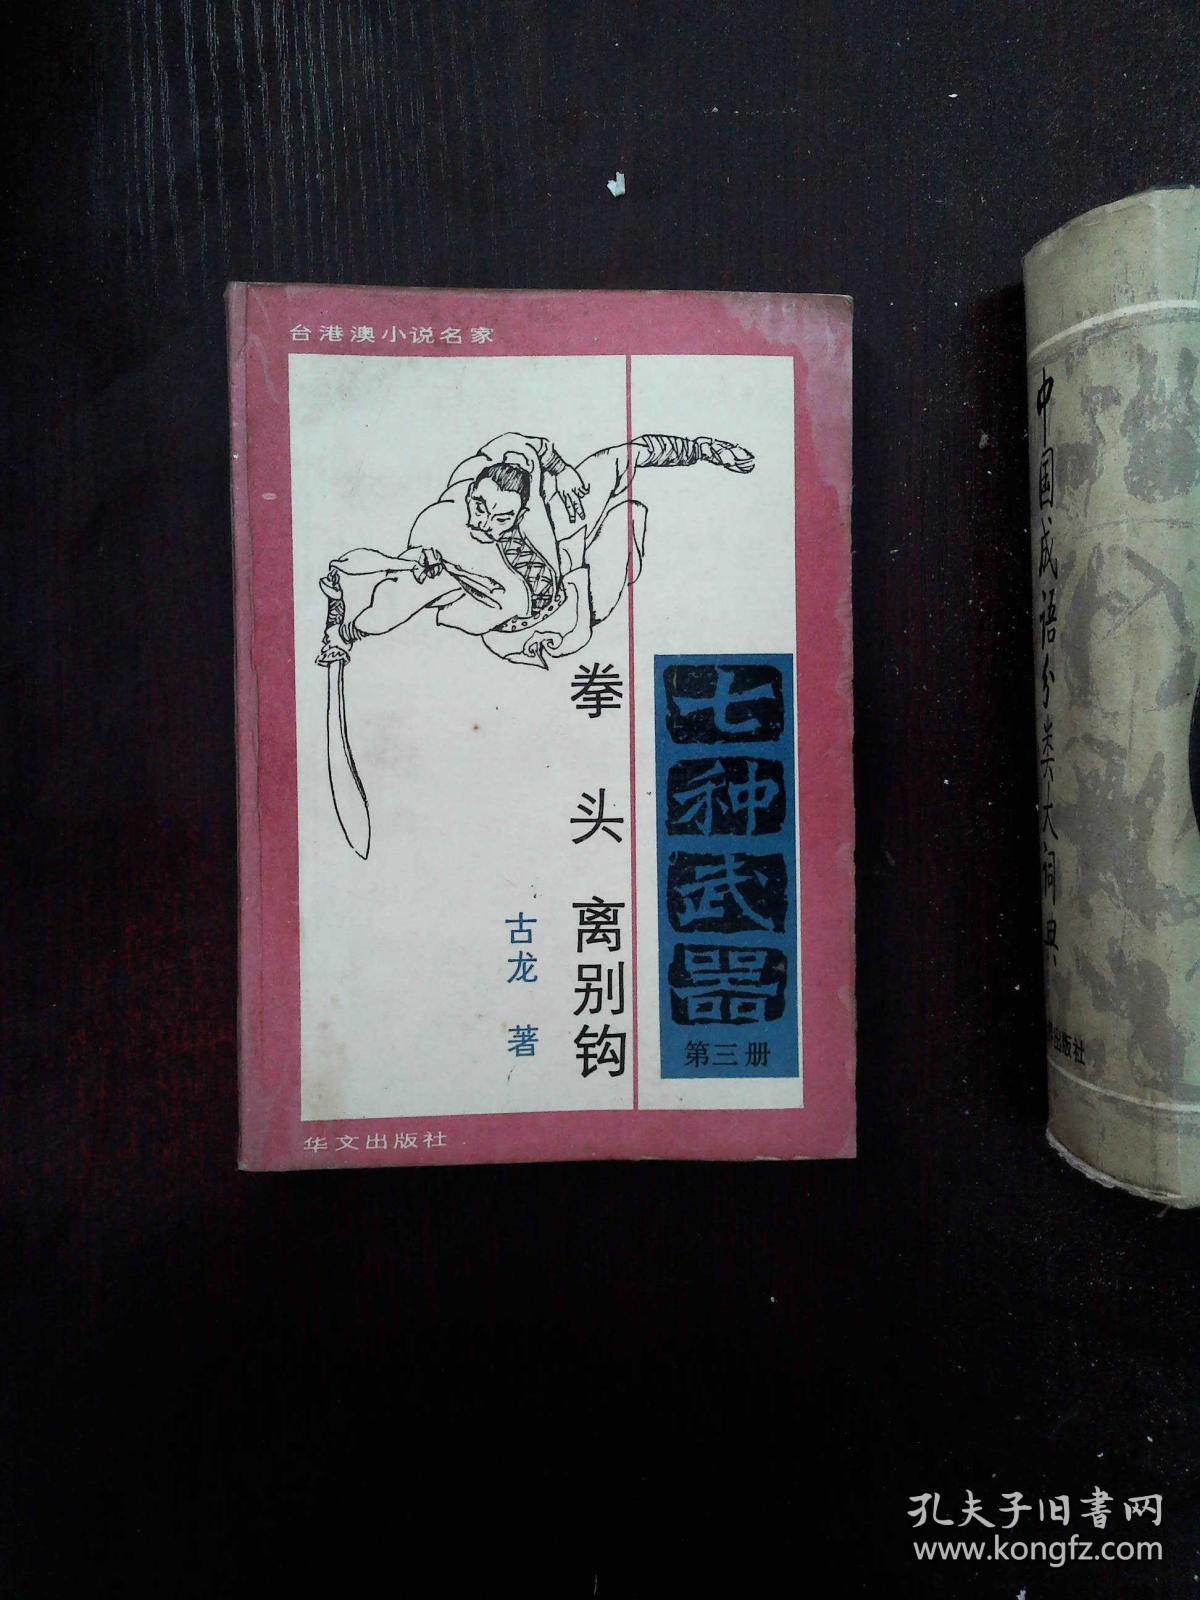 台港澳小说名家
七种武器
第三册
拳头 离别钩
古龙 著
华文出版社
中国成语分类大词典
出版社
孔夫子旧书网
www.kongfz.com